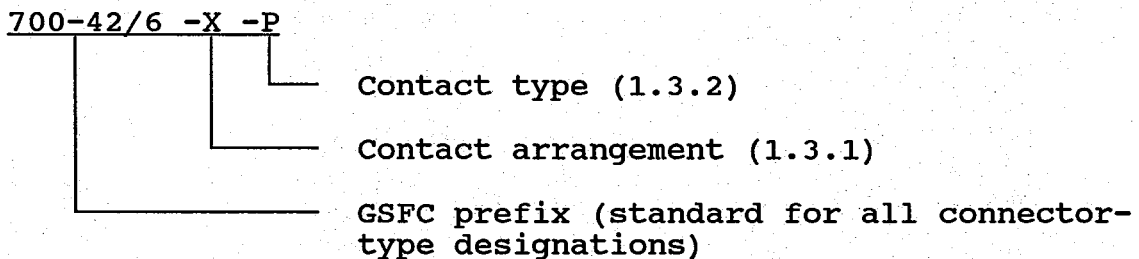 700-42/6 -X -P
Contact type (1.3.2)
Contact arrangement (1.3.1)
GSFC prefix (standard for all connector-
type designations)